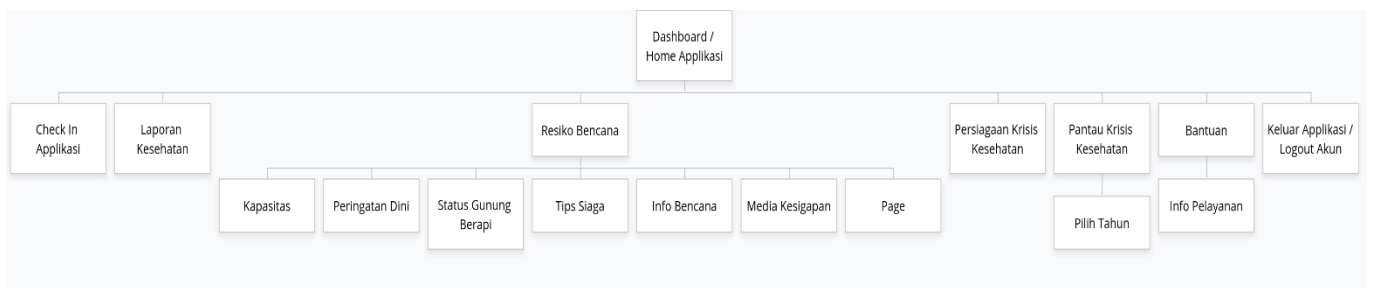 Dashboard /
Home Applikasi
Check In
Applikasi
Laporan
Kesehatan
Resiko Bencana
Persiagaan Krisis
Kesehatan
Pantau Krisis
Kesehatan
Bantuan
Keluar Applikasi /
Logout Akun
Kapasitas
Peringatan Dini
Status Gunung
Berapi
Tips Siaga
Info Bencana
Media Kesigapan
Page
Pilih Tahun
Info Pelayanan